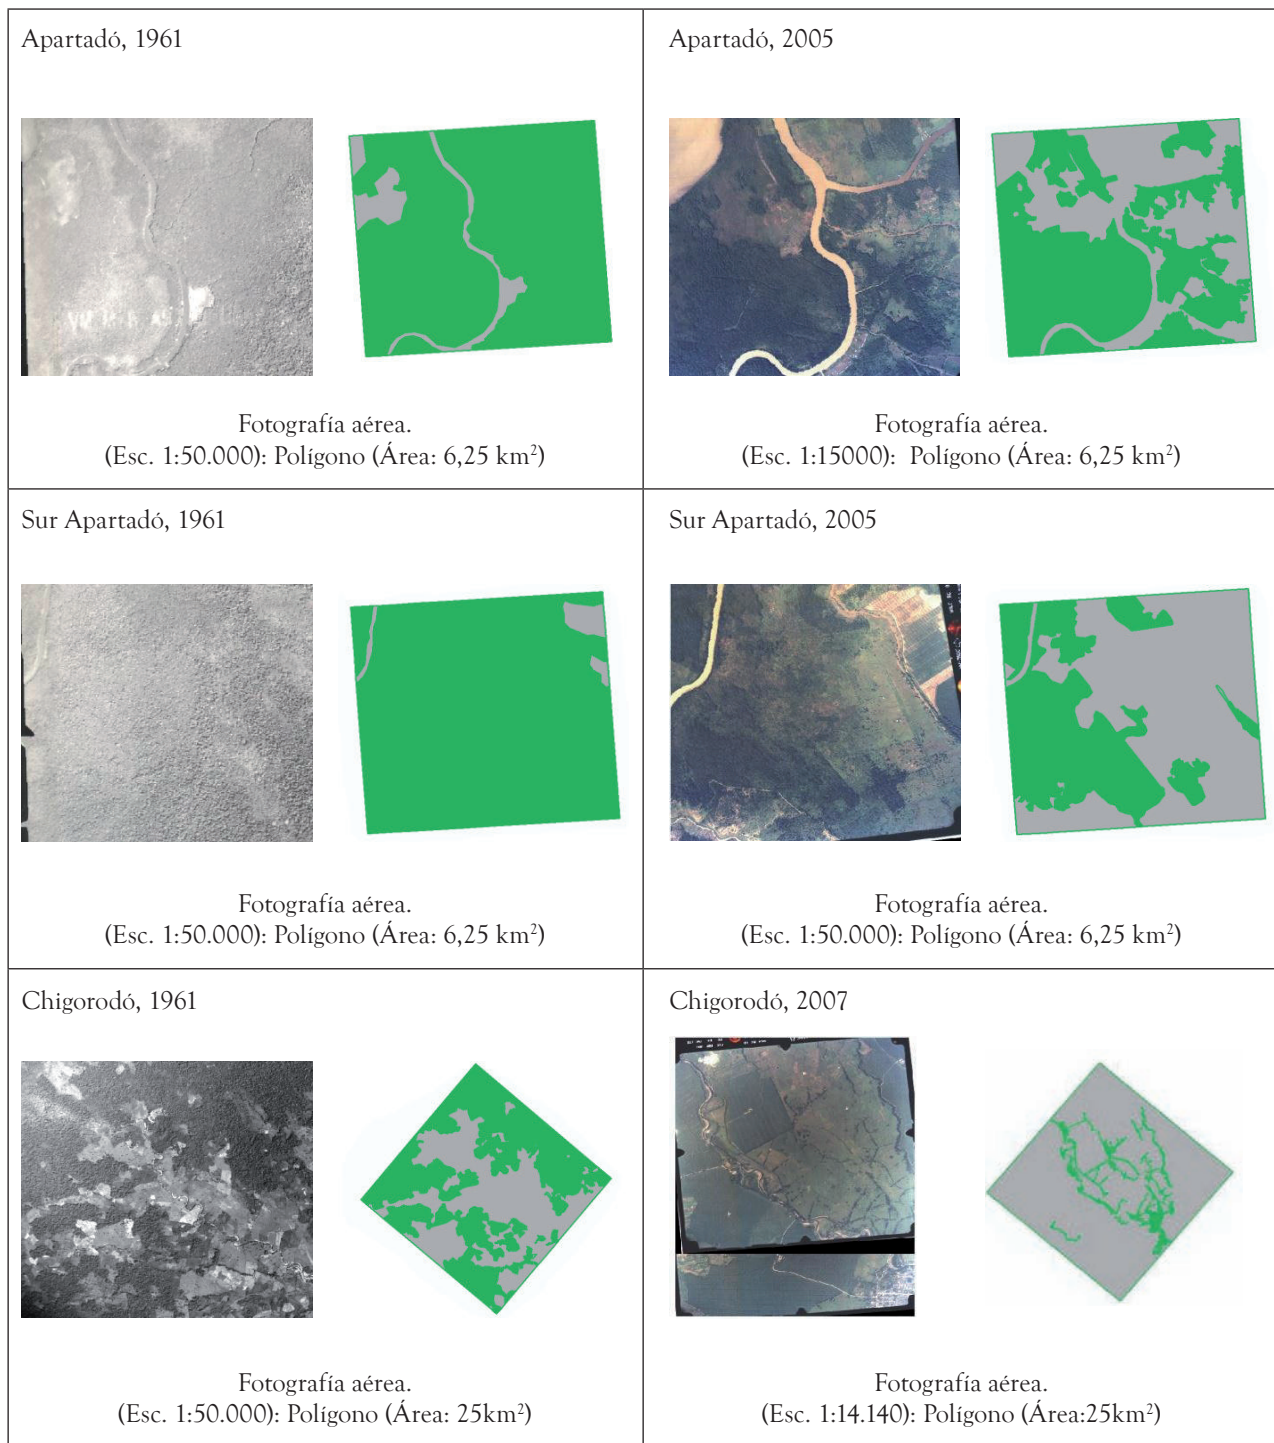 Apartadó, 1961
Fotografía aérea.
(Esc. 1:50.000): Polígono (Área: 6,25 km²)
Apartadó, 2005
Fotografía aérea.
(Esc. 1:15000): Polígono (Área: 6,25 km²)
Sur Apartadó, 1961
Fotografía aérea.
(Esc. 1:50.000): Polígono (Área: 6,25 km²)
Sur Apartadó, 2005
Fotografía aérea.
(Esc. 1:50.000): Polígono (Área: 6,25 km²)
Chigorodó, 1961
Fotografía aérea.
(Esc. 1:50.000): Polígono (Área: 25km²)
Chigorodó, 2007
Fotografía aérea.
(Esc. 1:14.140): Polígono (Área:25km²)